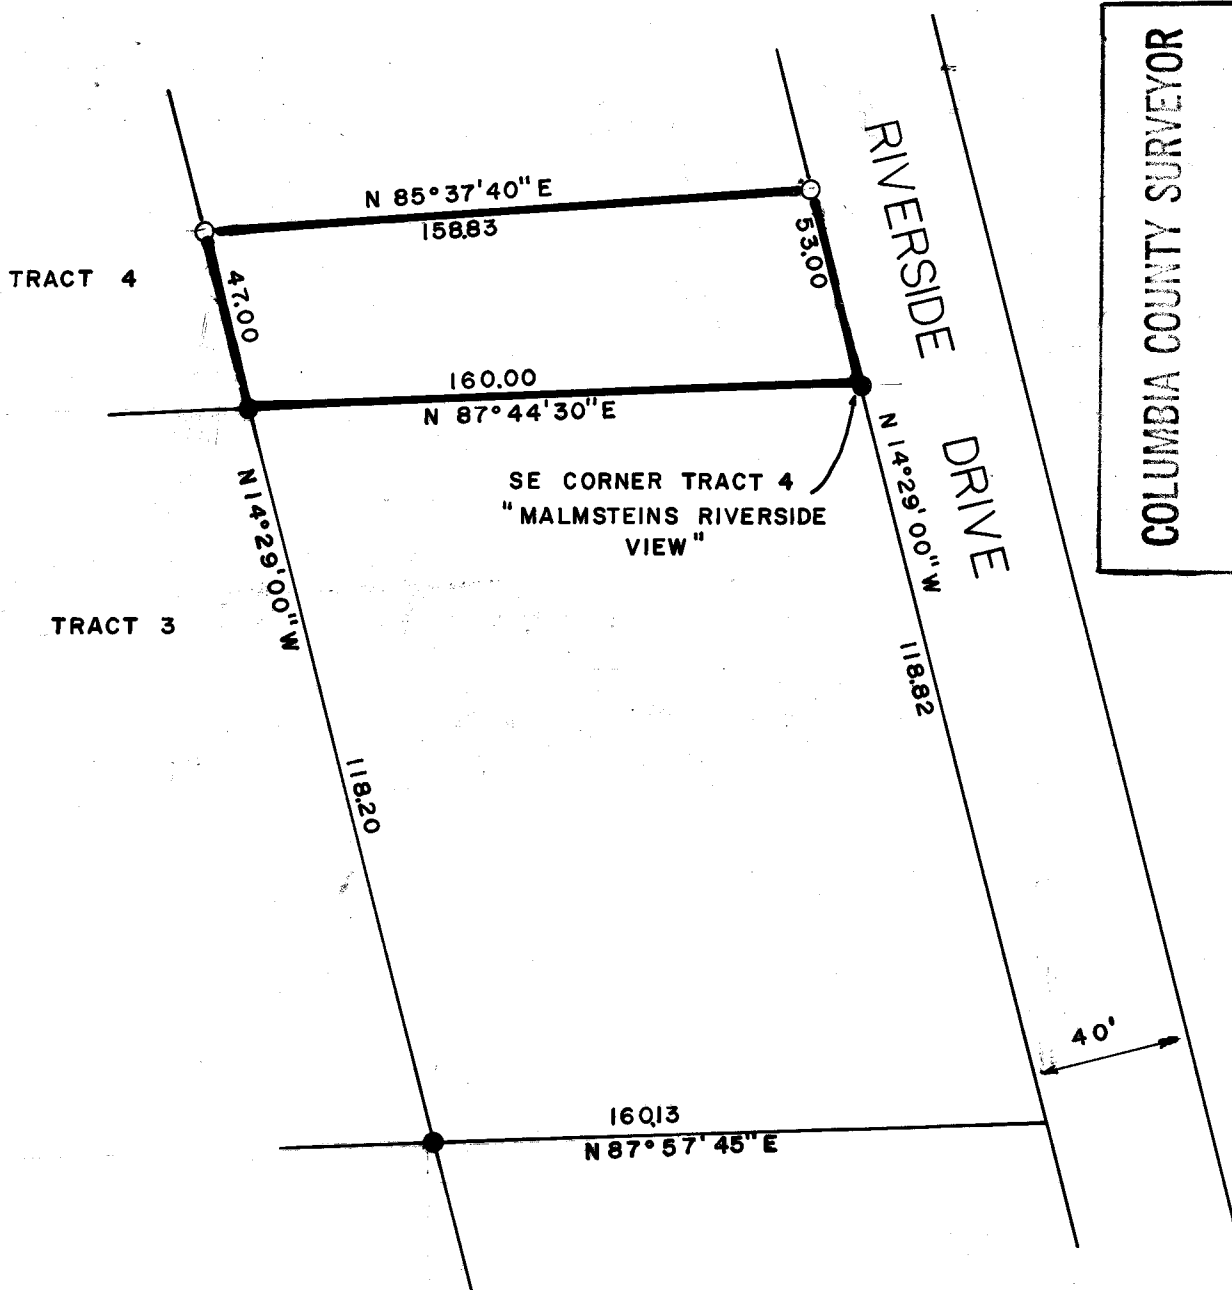 COLUMBIA COUNTY SURVEYOR
RIVERSIDE DRIVE
N 85°37'40" E
158.83
53.00
TRACT 4
47.00
160.00
N 87°44'30" E
SE CORNER TRACT 4
"MALMSTEINS RIVERSIDE
VIEW"
N 14°29'00" W
N 14°29'00" W
TRACT 3
118.82
118.20
40'
160.13
N 87°57'45" E